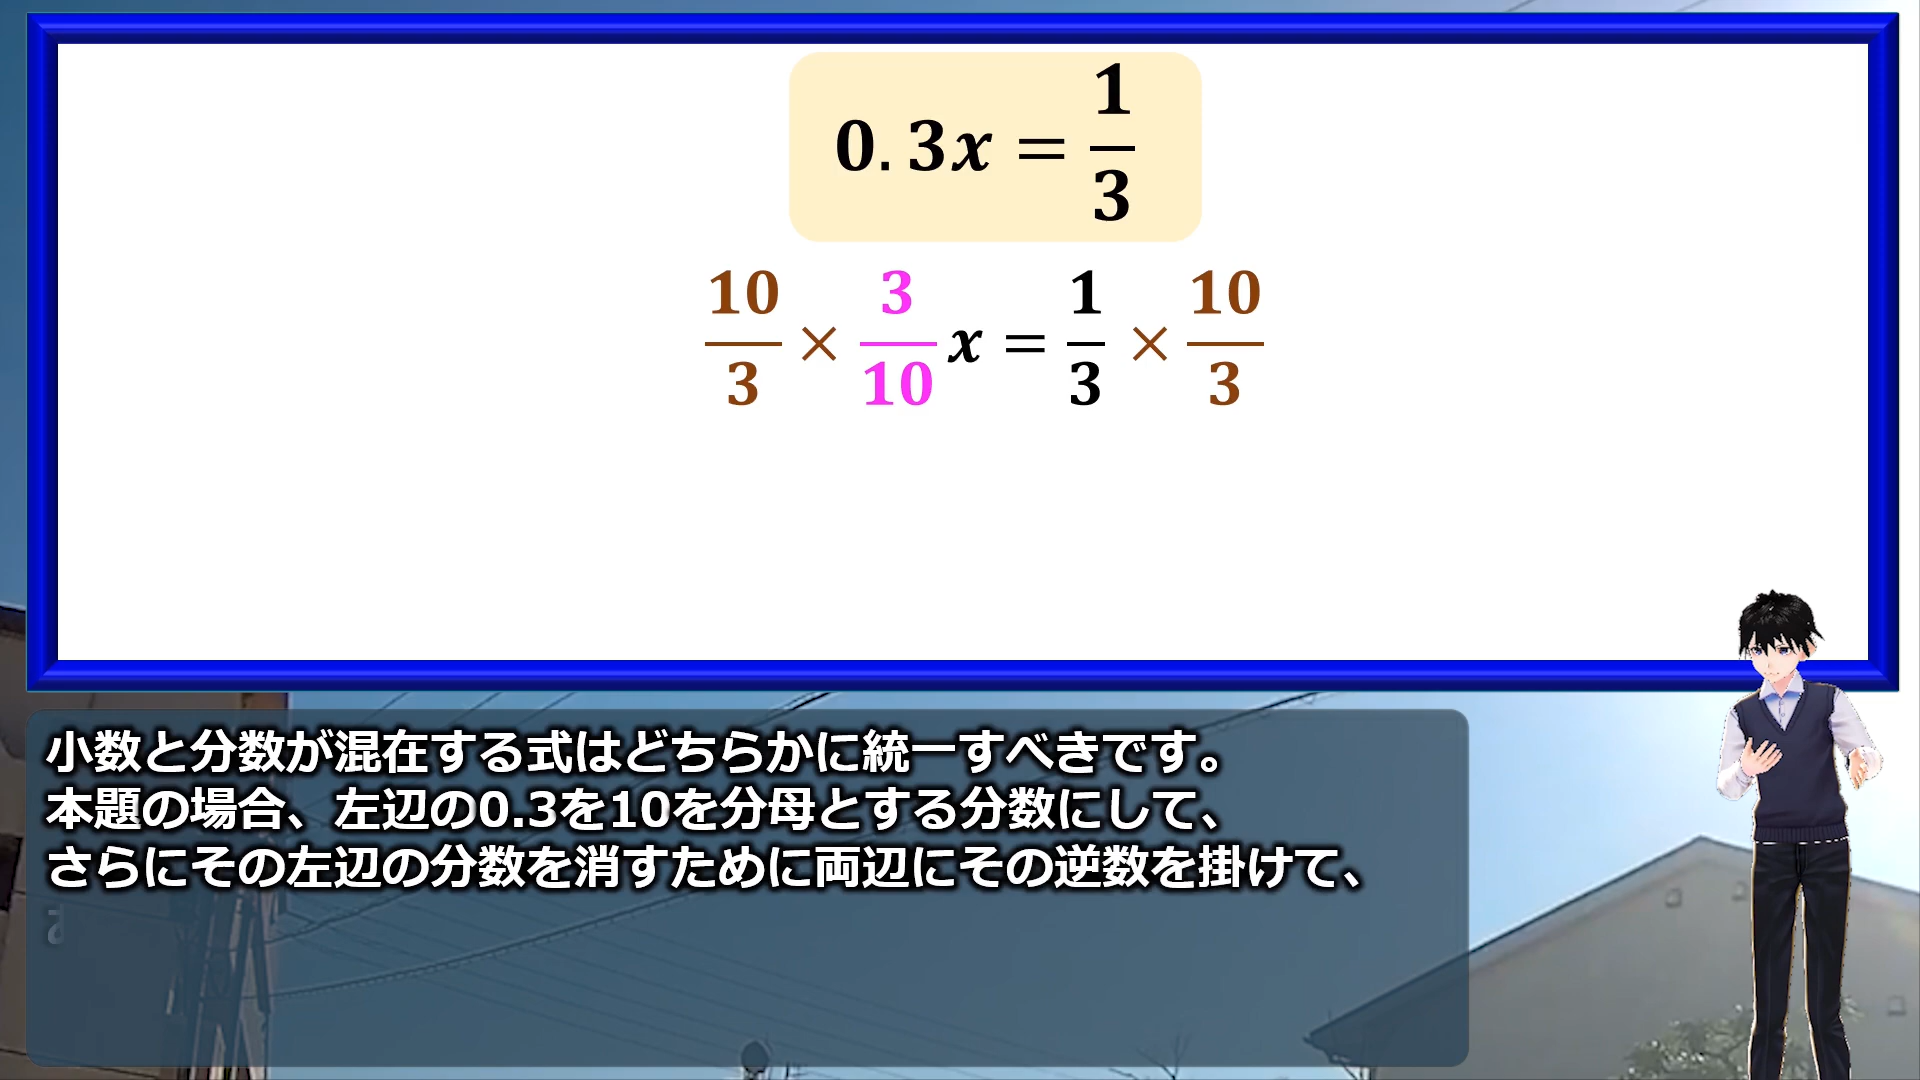 0.3x = 1/3
10/3 × 3/10 x = 1/3 × 10/3
小数と分数が混在する式はどちらかに統一すべきです。
本題の場合、左辺の0.3を10を分母とする分数にして、
さらにその左辺の分数を消すために両辺にその逆数を掛けて、